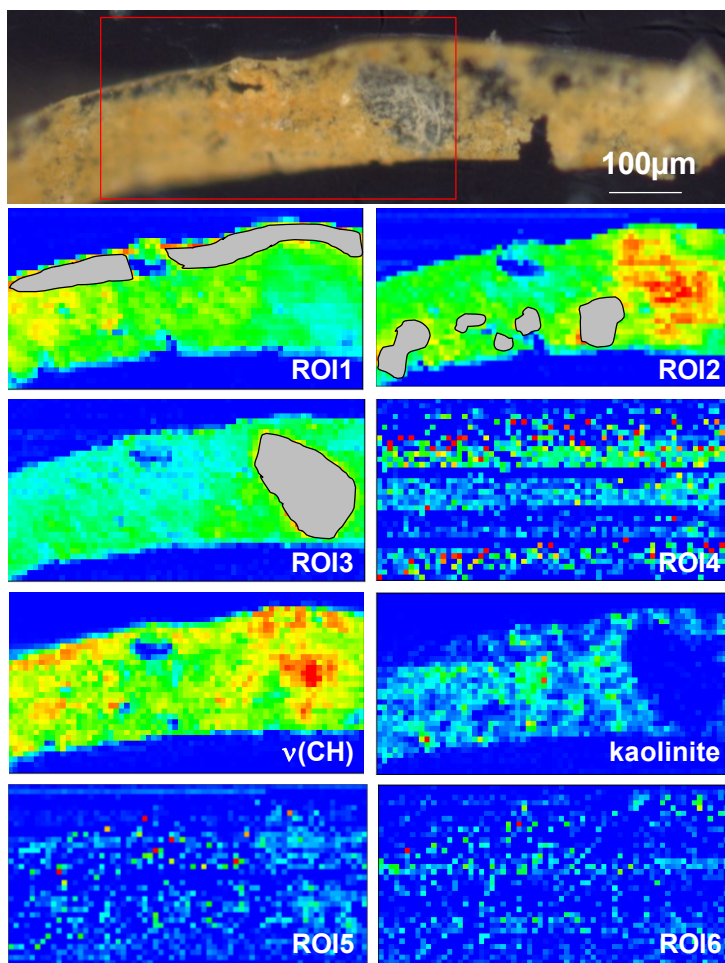 100µm
ROI1
ROI2
ROI3
ROI4
ν(CH)
kaolinite
ROI5
ROI6